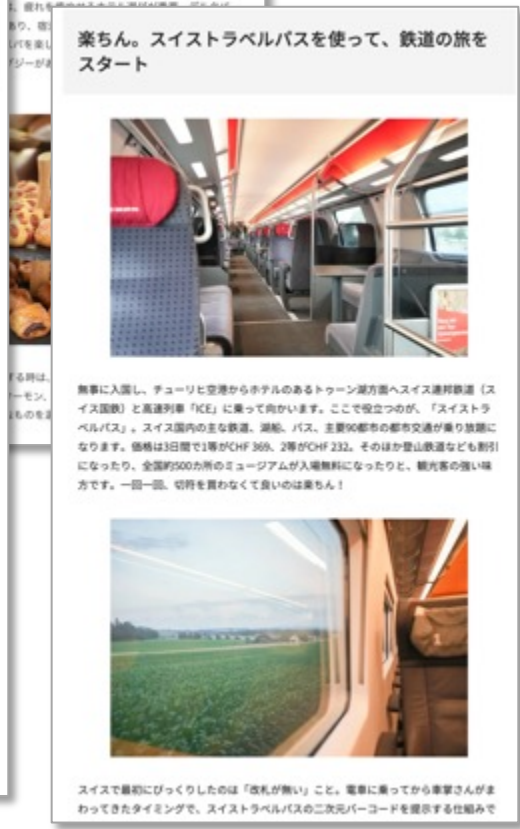 楽ちん。スイストラベルパスを使って、鉄道の旅を
スタート
無事に入国し、チューリヒ空港からホテルのあるトゥーン湖方面へスイス連邦鉄道（ス
イス国鉄）と高速列車「ICE」に乗って向かいます。ここで役立つのが、「スイストラ
ベルパス」。スイス国内の主な鉄道、湖船、バス、主要90都市の都市交通が乗り放題に
なります。価格は3日間で1等がCHF 369、2等がCHF 232。そのほか登山鉄道なども割引
になったり、全国約500カ所のミュージアムが入場無料になったりと、観光客の強い味
方です。一回一回、切符を買わなくて良いのは楽ちん！
スイスで最初にびっくりしたのは「改札が無い」こと。電車に乗ってから車掌さんがま
わってきたタイミングで、スイストラベルパスの二次元バーコードを提示する仕組みで